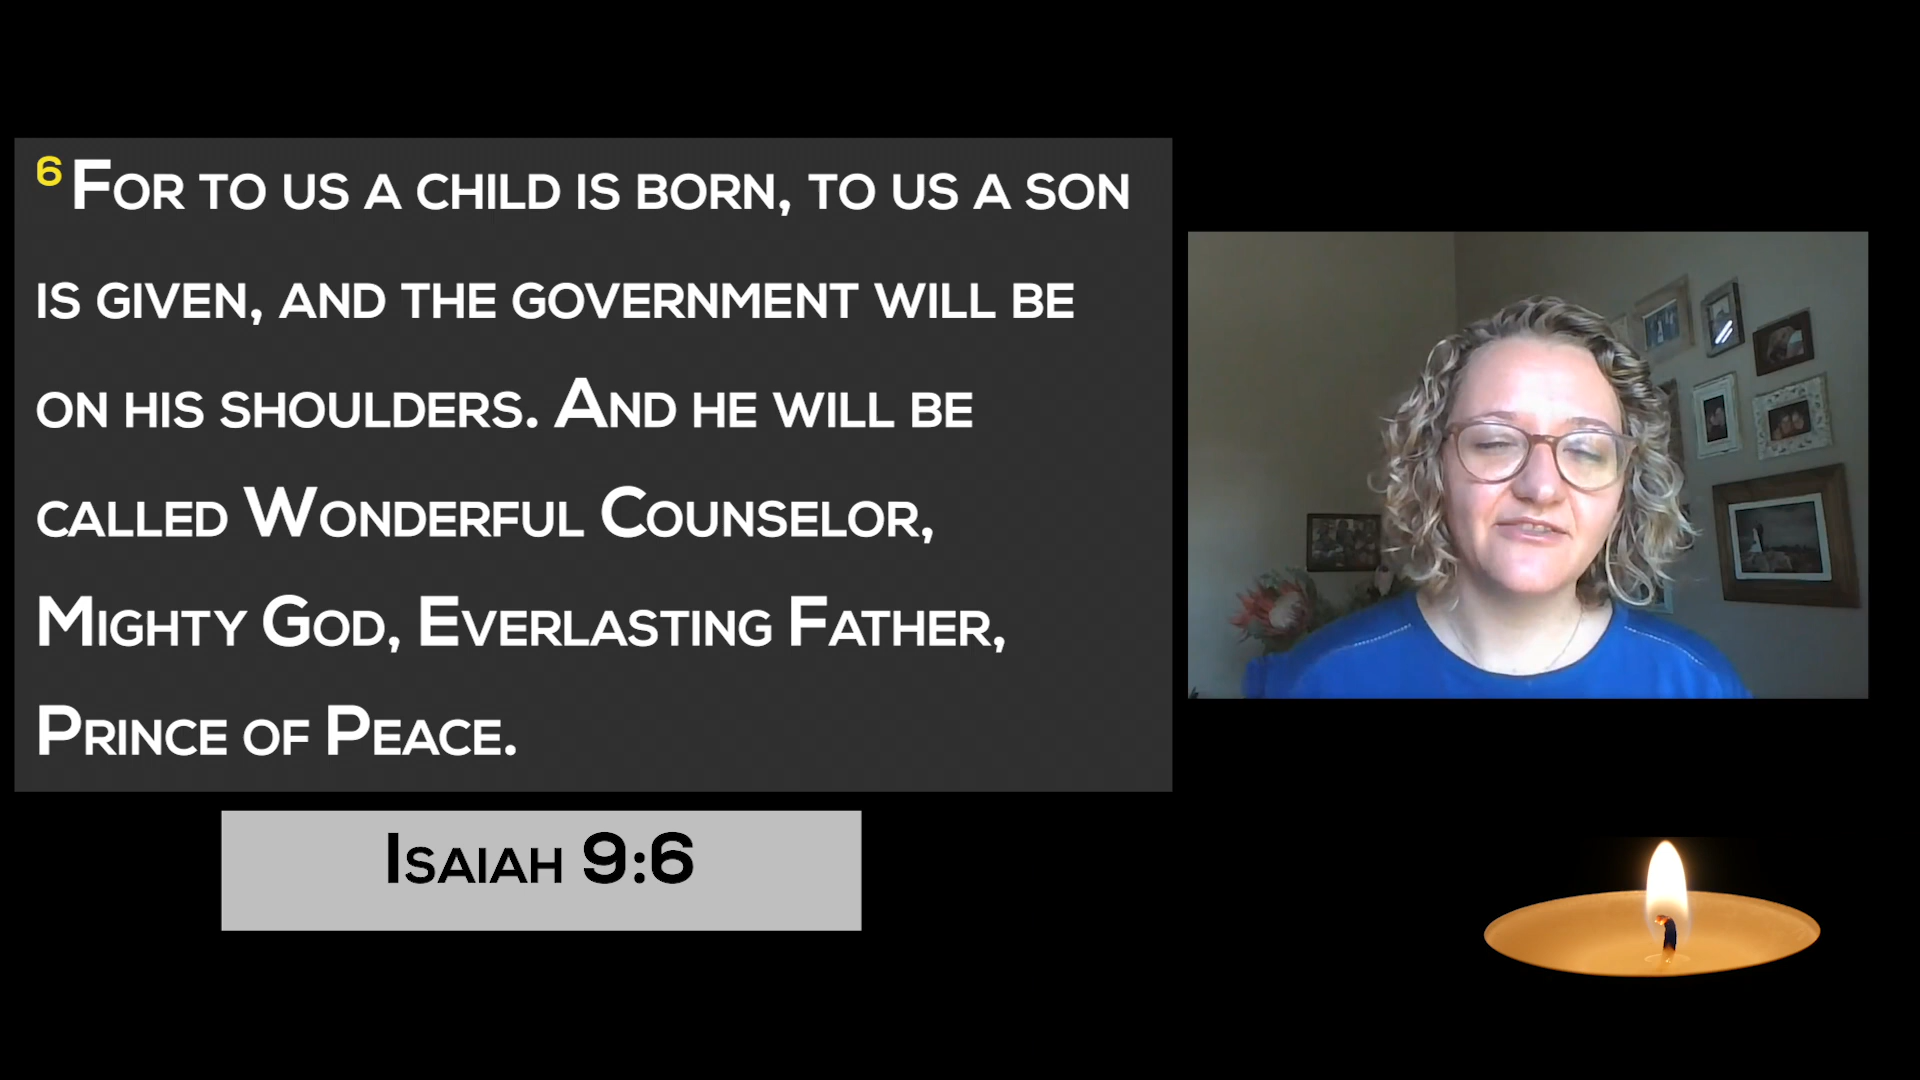 6 For to us a child is born, to us a son
is given, and the government will be
on his shoulders. And he will be
called Wonderful Counselor,
Mighty God, Everlasting Father,
Prince of Peace.
Isaiah 9:6